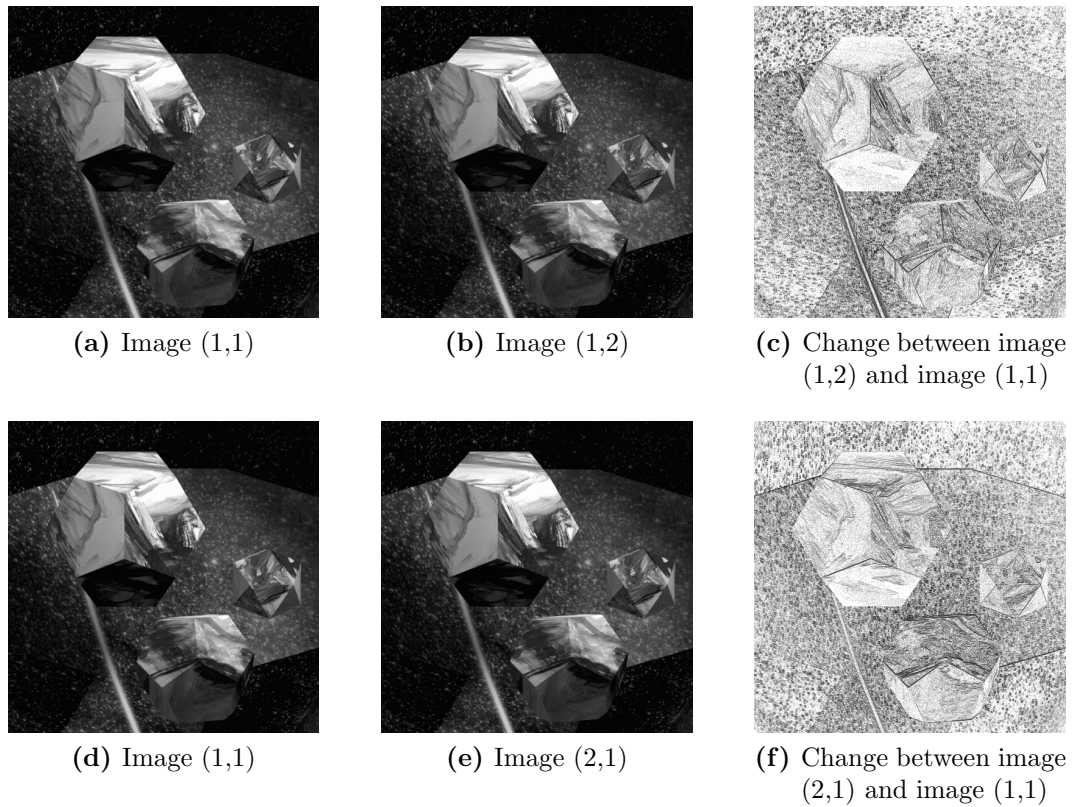 (a) Image (1,1)
(b) Image (1,2)
(c) Change between image
(1,2) and image (1,1)
(d) Image (1,1)
(e) Image (2,1)
(f) Change between image
(2,1) and image (1,1)